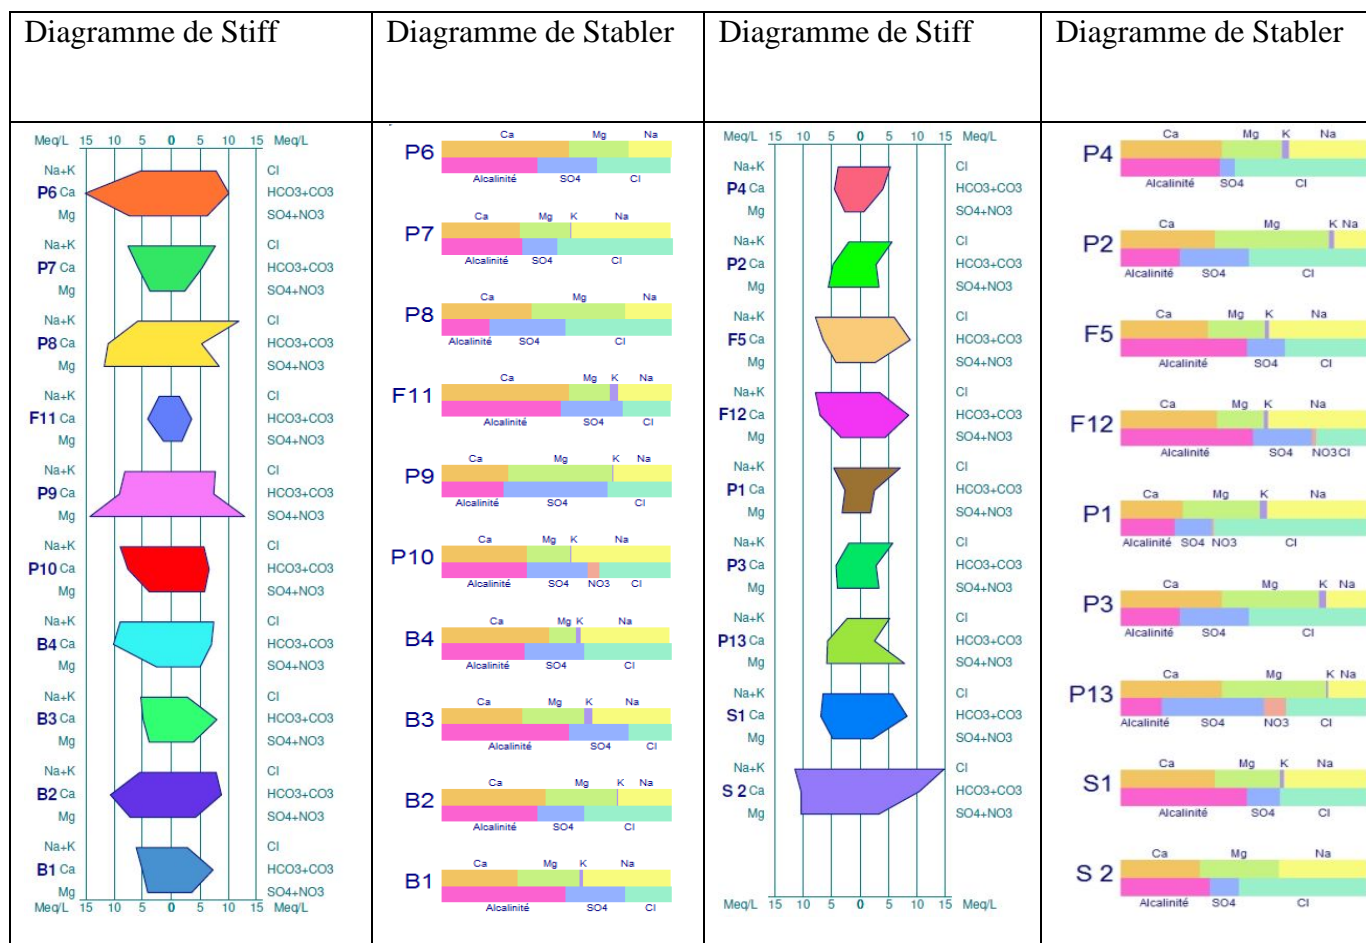 Diagramme de Stiff
Diagramme de Stabler
Diagramme de Stiff
Diagramme de Stabler
Meq/L 15 10 5 0 5 10 15 Meq/L
Na+K Cl
P6 Ca HCO3+CO3
Mg SO4+NO3
Na+K Cl
P7 Ca HCO3+CO3
Mg SO4+NO3
Na+K Cl
P8 Ca HCO3+CO3
Mg SO4+NO3
Na+K Cl
F11 Ca HCO3+CO3
Mg SO4+NO3
Na+K Cl
P9 Ca HCO3+CO3
Mg SO4+NO3
Na+K Cl
P10 Ca HCO3+CO3
Mg SO4+NO3
Na+K Cl
B4 Ca HCO3+CO3
Mg SO4+NO3
Na+K Cl
B3 Ca HCO3+CO3
Mg SO4+NO3
Na+K Cl
B2 Ca HCO3+CO3
Mg SO4+NO3
Na+K Cl
B1 Ca HCO3+CO3
Mg SO4+NO3
Meq/L 15 10 5 0 5 10 15 Meq/L
Ca Mg Na
P6
Alcalinité SO4 Cl
Ca Mg K Na
P7
Alcalinité SO4 Cl
Ca Mg Na
P8
Alcalinité SO4 Cl
Ca Mg K Na
F11
Alcalinité SO4 Cl
Ca Mg K Na
P9
Alcalinité SO4 Cl
Ca Mg K Na
P10
Alcalinité SO4 NO3 Cl
Ca Mg K Na
B4
Alcalinité SO4 Cl
Ca Mg K Na
B3
Alcalinité SO4 Cl
Ca Mg K Na
B2
Alcalinité SO4 Cl
Ca Mg K Na
B1
Alcalinité SO4 Cl
Meq/L 15 10 5 0 5 10 15 Meq/L
Na+K Cl
P4 Ca HCO3+CO3
Mg SO4+NO3
Na+K Cl
P2 Ca HCO3+CO3
Mg SO4+NO3
Na+K Cl
F5 Ca HCO3+CO3
Mg SO4+NO3
Na+K Cl
F12 Ca HCO3+CO3
Mg SO4+NO3
Na+K Cl
P1 Ca HCO3+CO3
Mg SO4+NO3
Na+K Cl
P3 Ca HCO3+CO3
Mg SO4+NO3
Na+K Cl
P13 Ca HCO3+CO3
Mg SO4+NO3
Na+K Cl
S1 Ca HCO3+CO3
Mg SO4+NO3
Na+K Cl
S 2 Ca HCO3+CO3
Mg SO4+NO3
Meq/L 15 10 5 0 5 10 15 Meq/L
Ca Mg K Na
P4
Alcalinité SO4 Cl
Ca Mg K Na
P2
Alcalinité SO4 Cl
Ca Mg K Na
F5
Alcalinité SO4 Cl
Ca Mg K Na
F12
Alcalinité SO4 NO3 Cl
Ca Mg K Na
P1
Alcalinité SO4 NO3 Cl
Ca Mg K Na
P3
Alcalinité SO4 Cl
Ca Mg K Na
P13
Alcalinité SO4 NO3 Cl
Ca Mg K Na
S1
Alcalinité SO4 Cl
Ca Mg Na
S 2
Alcalinité SO4 Cl